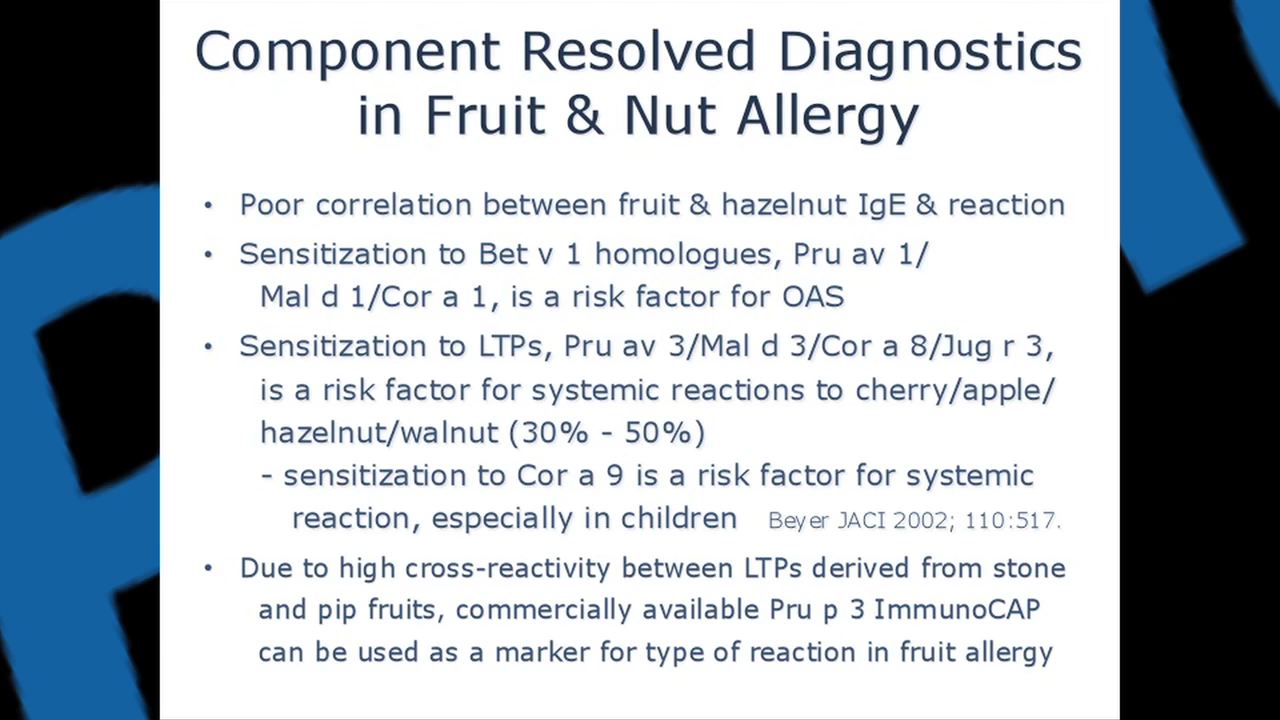 Component Resolved Diagnostics
in Fruit & Nut Allergy
• Poor correlation between fruit & hazelnut IgE & reaction
• Sensitization to Bet v 1 homologues, Pru av 1/
Mal d 1/Cor a 1, is a risk factor for OAS
• Sensitization to LTPs, Pru av 3/Mal d 3/Cor a 8/Jug r 3,
is a risk factor for systemic reactions to cherry/apple/
hazelnut/walnut (30% - 50%)
- sensitization to Cor a 9 is a risk factor for systemic
reaction, especially in children Beyer JACI 2002; 110:517.
• Due to high cross-reactivity between LTPs derived from stone
and pip fruits, commercially available Pru p 3 ImmunoCAP
can be used as a marker for type of reaction in fruit allergy